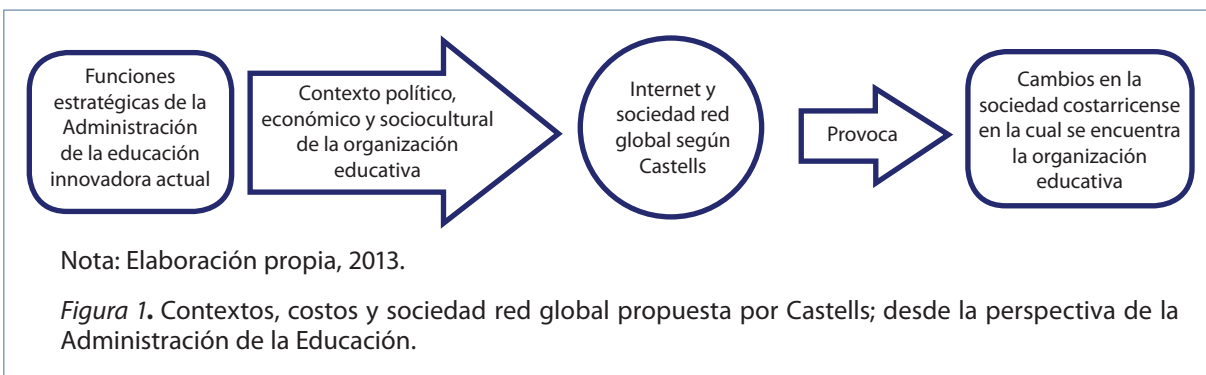 Funciones
estratégicas de la
Administración
de la educación
innovadora actual
Contexto político,
económico y sociocultural
de la organización
educativa
Internet y
sociedad red
global según
Castells
Provoca
Cambios en la
sociedad costarricense
en la cual se encuentra
la organización
educativa
Nota: Elaboración propia, 2013.
Figura 1. Contextos, costos y sociedad red global propuesta por Castells; desde la perspectiva de la
Administración de la Educación.